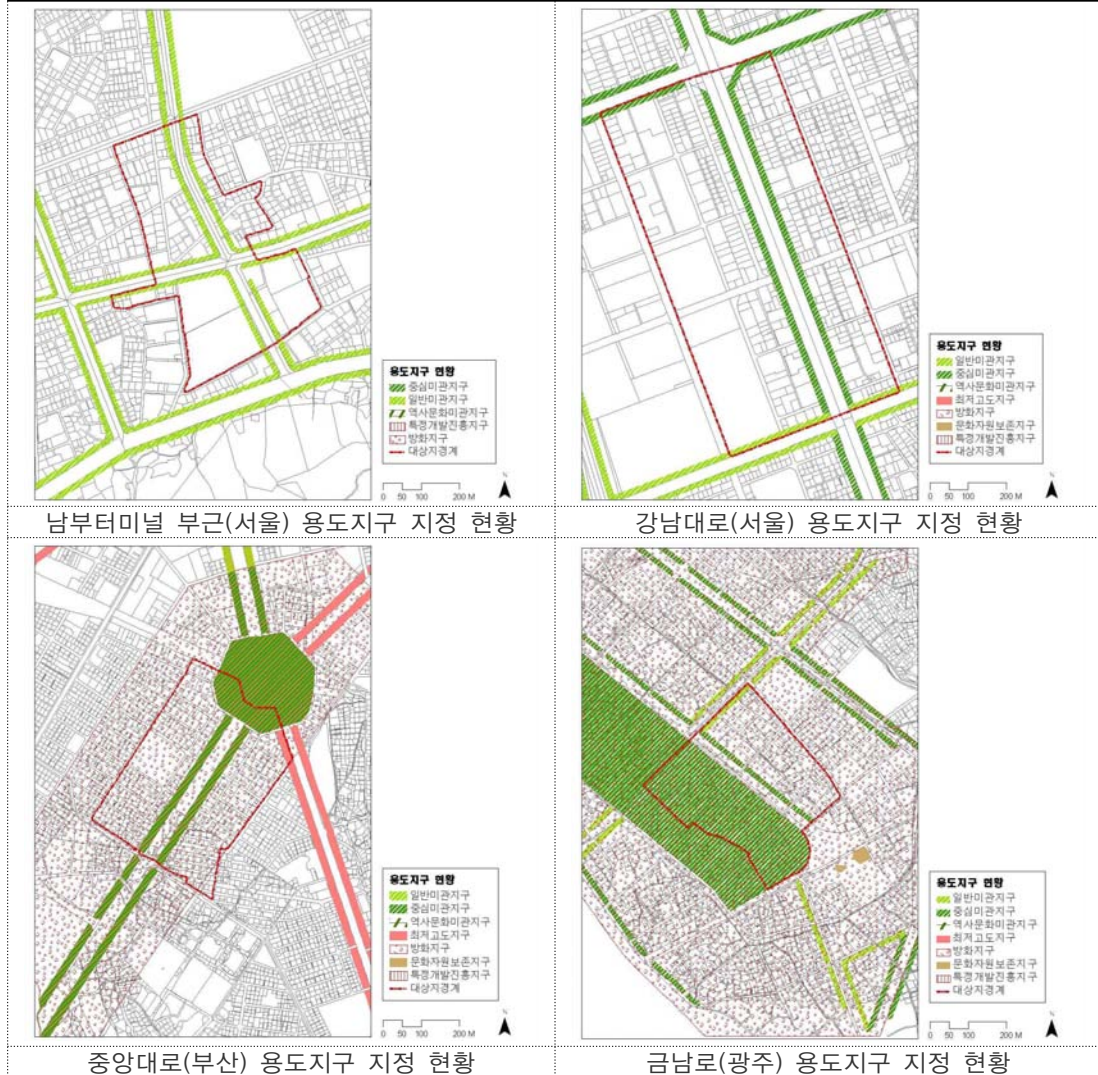 용도지구 현황
중심미관지구
일반미관지구
역사문화미관지구
특정개발진흥지구
방화지구
대상지경계
0 50 100 200 M
N
남부터미널 부근(서울) 용도지구 지정 현황
용도지구 현황
일반미관지구
중심미관지구
역사문화미관지구
최저고도지구
방화지구
문화자원보존지구
특정개발진흥지구
대상지경계
0 50 100 200 M
N
강남대로(서울) 용도지구 지정 현황
용도지구 현황
일반미관지구
중심미관지구
역사문화미관지구
최저고도지구
방화지구
문화자원보존지구
특정개발진흥지구
대상지경계
0 50 100 200 M
N
중앙대로(부산) 용도지구 지정 현황
용도지구 현황
일반미관지구
중심미관지구
역사문화미관지구
최저고도지구
방화지구
문화자원보존지구
특정개발진흥지구
대상지경계
0 50 100 200 M
N
금남로(광주) 용도지구 지정 현황